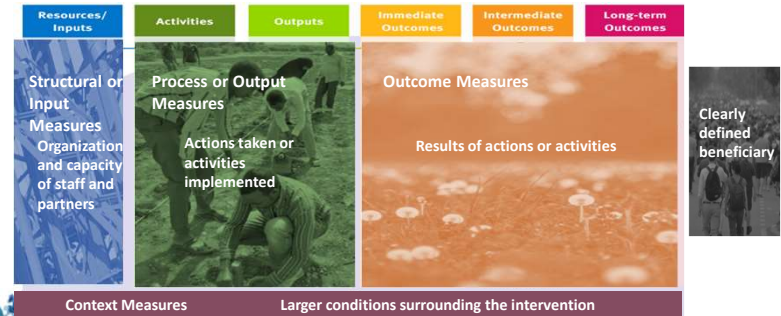 Resources/
Inputs
Activities
Outputs
Immediate
Outcomes
Intermediate
Outcomes
Long-term
Outcomes
Structural or
Input
Measures
Organization
and capacity
of staff and
partners
Process or Output
Measures
Actions taken or
activities
implemented
Outcome Measures
Results of actions or activities
Clearly
defined
beneficiary
Context Measures
Larger conditions surrounding the intervention